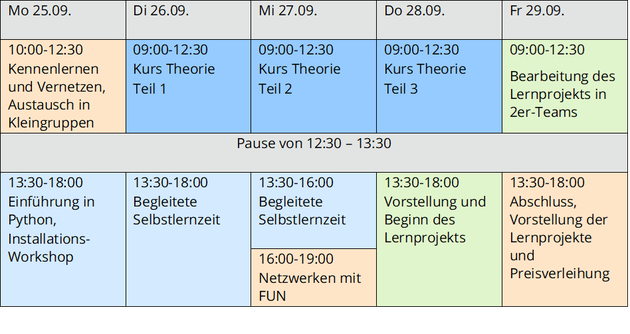 Mo 25.09.
Di 26.09.
Mi 27.09.
Do 28.09.
Fr 29.09.
10:00-12:30
Kennenlernen
und Vernetzen,
Austausch in
Kleingruppen
09:00-12:30
Kurs Theorie
Teil 1
09:00-12:30
Kurs Theorie
Teil 2
09:00-12:30
Kurs Theorie
Teil 3
09:00-12:30
Bearbeitung des
Lernprojekts in
2er-Teams
Pause von 12:30 – 13:30
13:30-18:00
Einführung in
Python,
Installations-
Workshop
13:30-18:00
Begleitete
Selbstlernzeit
13:30-16:00
Begleitete
Selbstlernzeit
16:00-19:00
Netzwerken mit
FUN
13:30-18:00
Vorstellung und
Beginn des
Lernprojekts
13:30-18:00
Abschluss,
Vorstellung der
Lernprojekte
und
Preisverleihung